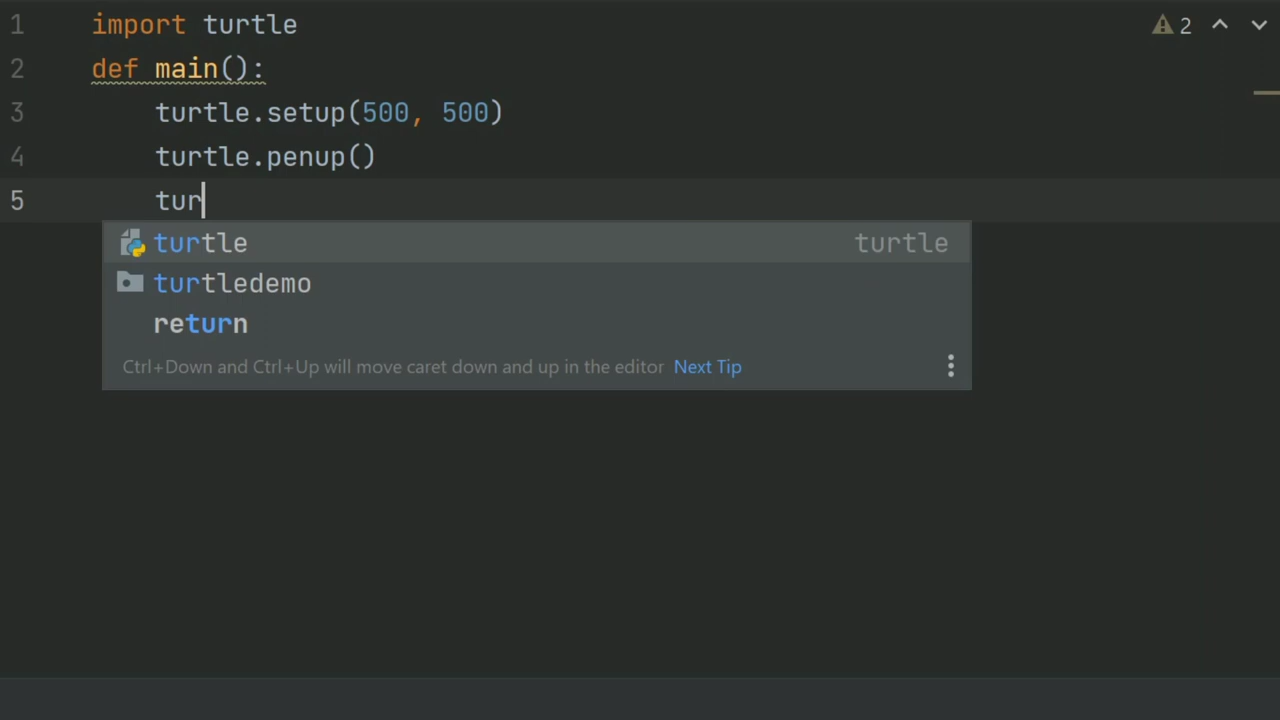 1 import turtle
2 def main():
3 turtle.setup(500, 500)
4 turtle.penup()
5 tur
turtle turtle
turtledemo
return
Ctrl+Down and Ctrl+Up will move caret down and up in the editor Next Tip
2